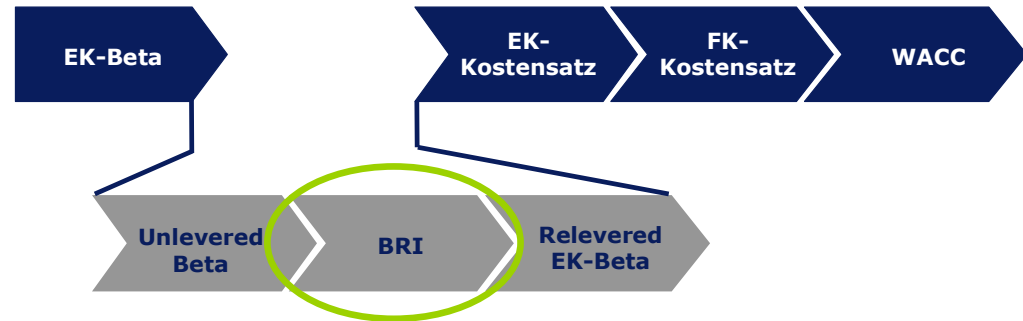 EK-Beta
EK-
Kostensatz
FK-
Kostensatz
WACC
Unlevered
Beta
BRI
Relevered
EK-Beta